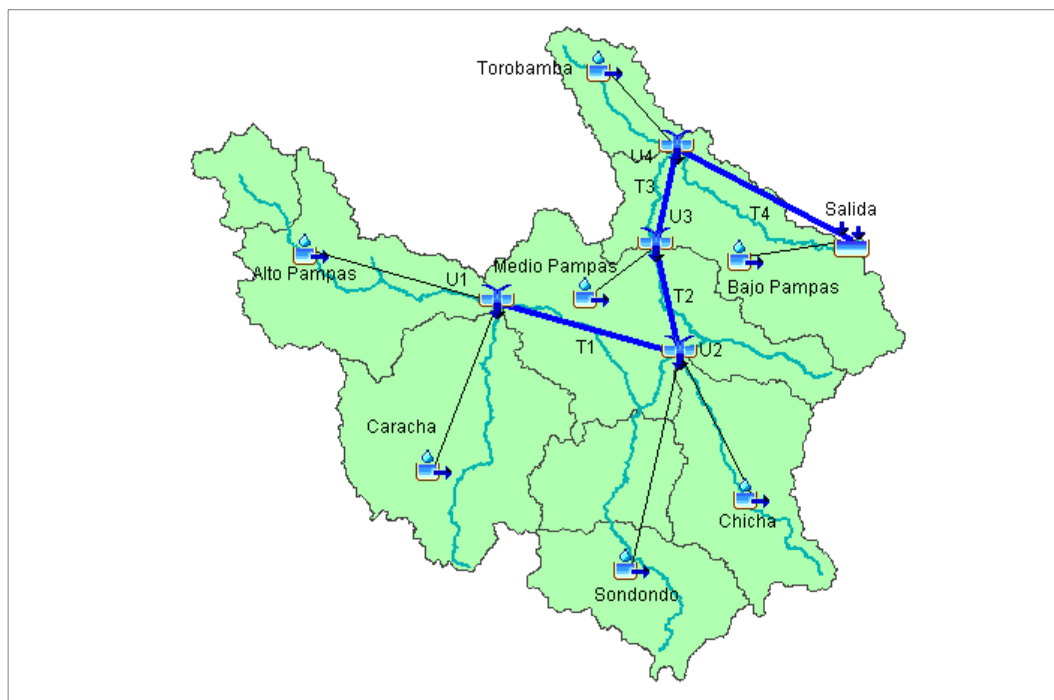 Torobamba
U4
T3
Salida
U3
T4
Medio Pampas
U1
Alto Pampas
Bajo Pampas
T2
T1
U2
Caracha
Chicha
Sondondo